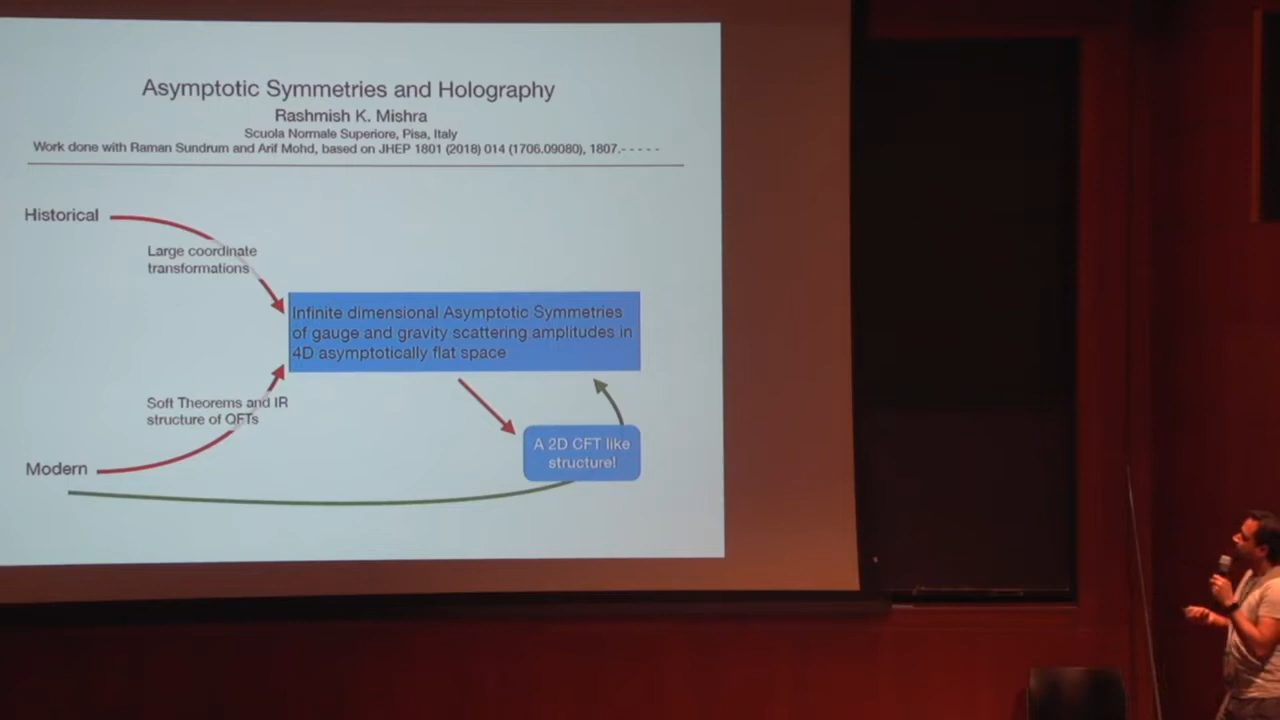 Asymptotic Symmetries and Holography
Rashmish K. Mishra
Scuola Normale Superiore, Pisa, Italy
Work done with Raman Sundrum and Arif Mohd, based on JHEP 1801 (2018) 014 (1706.09080), 1807.- - - - -
Historical
Large coordinate
transformations
Infinite dimensional Asymptotic Symmetries
of gauge and gravity scattering amplitudes in
4D asymptotically flat space
Soft Theorems and IR
structure of QFTs
A 2D CFT like
structure!
Modern